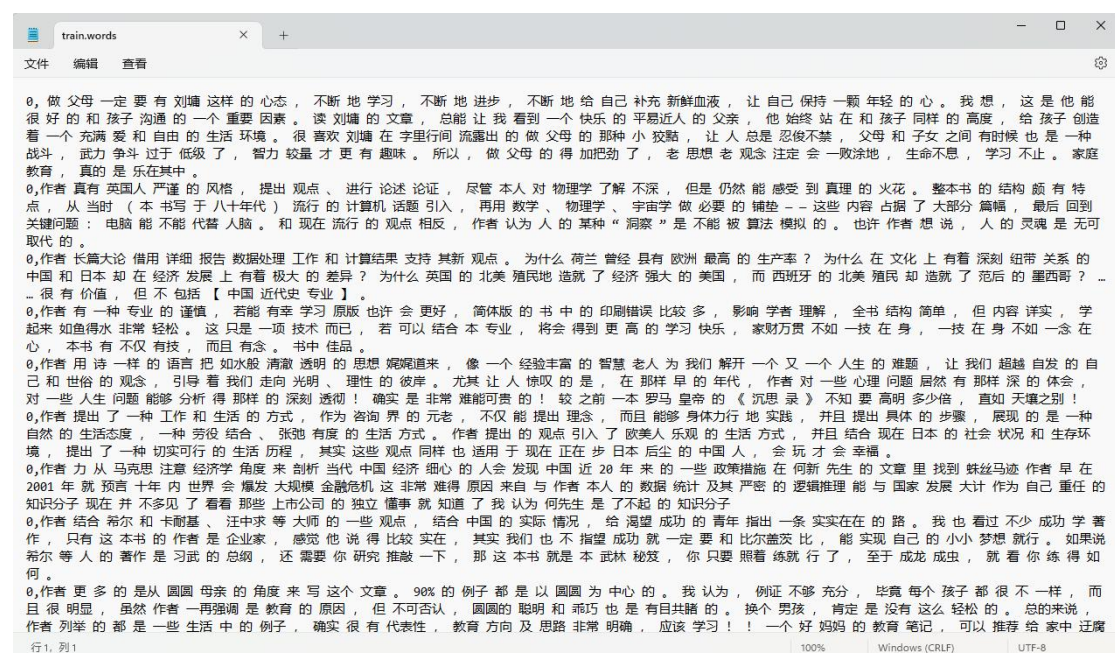 train.words
文件 编辑 查看
0, 做 父母 一定 要 有 刘墉 这样 的 心态 , 不断 地 学习 , 不断 地 进步 , 不断 地 给 自己 补充 新鲜血液 , 让 自己 保持 一颗 年轻 的 心 。 我 想 , 这 是 他 能
很 好 的 和 孩子 沟通 的 一个 重要 因素 。 读 刘墉 的 文章 , 总能 让 我 看到 一个 快乐 的 平易近人 的 父亲 , 他 始终 站 在 和 孩子 同样 的 高度 , 给 孩子 创造
着 一个 充满 爱 和 自由 的 生活 环境 。 很 喜欢 刘墉 在 字里行间 流露出 的 做 父母 的 那种 小 狡黠 , 让 人 总是 忍俊不禁 , 父母 和 子女 之间 有时候 也 是 一种
战斗 , 武力 争斗 过于 低级 了 , 智力 较量 才 更 有 趣味 。 所以 , 做 父母 的 得 加把劲 了 , 老 思想 老 观念 注定 会 一败涂地 , 生命不息 , 学习 不止 。 家庭
教育 , 真的 是 乐在其中 。
0,作者 真有 英国人 严谨 的 风格 , 提出 观点 、 进行 论述 论证 , 尽管 本人 对 物理学 了解 不深 , 但是 仍然 能 感受 到 真理 的 火花 。 整本书 的 结构 颇 有 特
点 , 从 当时 ( 本 书写 于 八十年代 ) 流行 的 计算机 话题 引入 , 再用 数学 、 物理学 、 宇宙学 做 必要 的 铺垫 — — 这些 内容 占据 了 大部分 篇幅 , 最后 回到
关键问题 : 电脑 能 不能 代替 人脑 。 和 现在 流行 的 观点 相反 , 作者 认为 人 的 某种 “ 洞察 ” 是 不能 被 算法 模拟 的 。 也许 作者 想 说 , 人 的 灵魂 是 无可
取代 的 。
0,作者 长篇大论 借用 详细 报告 数据处理 工作 和 计算结果 支持 其新 观点 。 为什么 荷兰 曾经 县有 欧洲 最高 的 生产率 ? 为什么 在 文化 上 有着 深刻 纽带 关系 的
中国 和 日本 却 在 经济 发展 上 有着 极大 的 差异 ? 为什么 英国 的 北美 殖民地 造就 了 经济 强大 的 美国 , 而 西班牙 的 北美 殖民 却 造就 了 范后 的 墨西哥 ? …
… 很 有 价值 , 但 不 包括 【 中国 近代史 专业 】 。
0,作者 有 一种 专业 的 谨慎 , 若能 有幸 学习 原版 也许 会 更好 , 简体版 的 书 中 的 印刷错误 比较 多 , 影响 学者 理解 , 全书 结构 简单 , 但 内容 详实 , 学
起来 如鱼得水 非常 轻松 。 这 只是 一项 技术 而已 , 若 可以 结合 本 专业 , 将会 得到 更 高 的 学习 快乐 , 家财万贯 不如 一技 在 身 , 一技 在 身 不如 一念 在
心 , 本书 有 不仅 有技 , 而且 有念 。 书中 佳品 。
0,作者 用 诗 一样 的 语言 把 如水般 清澈 透明 的 思想 娓娓道来 , 像 一个 经验丰富 的 智慧 老人 为 我们 解开 一个 又 一个 人生 的 难题 , 让 我们 超越 自发 的 自
己 和 世俗 的 观念 , 引导 着 我们 走向 光明 、 理性 的 彼岸 。 尤其 让 人 惊叹 的 是 , 在 那样 早 的 年代 , 作者 对 一些 心理 问题 居然 有 那样 深 的 体会 ,
对 一些 人生 问题 能够 分析 得 那样 的 深刻 透彻 ! 确实 是 非常 难能可贵 的 ! 较 之前 一本 罗马 皇帝 的 《 沉思 录 》 不知 要 高明 多少倍 , 直如 天壤之别 !
0,作者 提出 了 一种 工作 和 生活 的 方式 , 作为 咨询 界 的 元老 , 不仅 能 提出 理念 , 而且 能够 身体力行 地 实践 , 并且 提出 具体 的 步骤 , 展现 的 是 一种
自然 的 生活态度 , 一种 劳役 结合 、 张弛 有度 的 生活 方式 。 作者 提出 的 观点 引入 了 欧美人 乐观 的 生活 方式 , 并且 结合 现在 日本 的 社会 状况 和 生存环
境 , 提出 了 一种 切实可行 的 生活 历程 , 其实 这些 观点 同样 也 适用 于 现在 正在 步 日本 后尘 的 中国 人 , 会 玩 才 会 幸福 。
0,作者 力 从 马克思 注意 经济学 角度 来 剖析 当代 中国 经济 细心 的 人会 发现 中国 近 20 年 来 的 一些 政策措施 在 何新 先生 的 文章 里 找到 蛛丝马迹 作者 早 在
2001 年 就 预言 十年 内 世界 会 爆发 大规模 金融危机 这 非常 难得 原因 来自 与 作者 本人 的 数据 统计 及其 严密 的 逻辑推理 能 与 国家 发展 大计 作为 自己 重任 的
知识分子 现在 并 不多见 了 看看 那些 上市公司 的 独立 懂事 就 知道 了 我 认为 何先生 是 了不起 的 知识分子
0,作者 结合 希尔 和 卡耐基 、 汪中求 等 大师 的 一些 观点 , 结合 中国 的 实际 情况 , 给 渴望 成功 的 青年 指出 一条 实实在在 的 路 。 我 也 看过 不少 成功 学 著
作 , 只有 这 本书 的 作者 是 企业家 , 感觉 他 说 得 比较 实在 , 其实 我们 也 不 指望 成功 就 一定 要 和 比尔盖茨 比 , 能 实现 自己 的 小小 梦想 就行 。 如果说
希尔 等 人 的 著作 是 习武 的 总纲 , 还 需要 你 研究 推敲 一下 , 那 这 本书 就是 本 武林 秘笈 , 你 只要 照着 练就 行 了 , 至于 成龙 成虫 , 就 看 你 练 得 如
何 。
0,作者 更 多 的 是从 圆圆 母亲 的 角度 来 写 这个 文章 。 90% 的 例子 都 是 以 圆圆 为 中心 的 。 我 认为 , 例证 不够 充分 , 毕竟 每个 孩子 都 很 不 一样 , 而
且 很 明显 , 虽然 作者 一再强调 是 教育 的 原因 , 但 不可否认 , 圆圆的 聪明 和 乖巧 也 是 有目共睹 的 。 换个 男孩 , 肯定 是 没有 这么 轻松 的 。 总的来说 ,
作者 列举 的 都 是 一些 生活 中 的 例子 , 确实 很 有 代表性 , 教育 方向 及 思路 非常 明确 , 应该 学习 ! ! 一个 好 妈妈 的 教育 笔记 , 可以 推荐 给 家中 迂腐
行 1, 列 1 100% Windows (CRLF) UTF-8